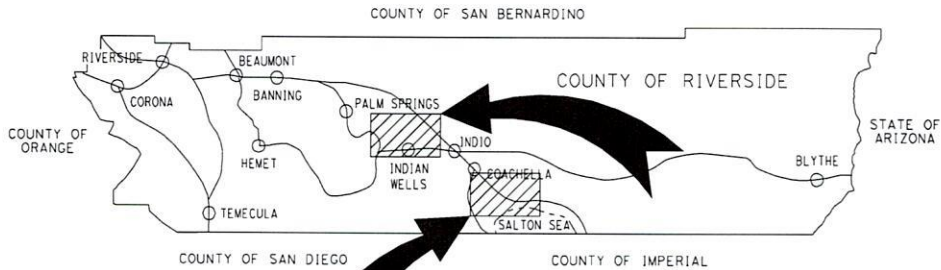 COUNTY OF SAN BERNARDINO
RIVERSIDE
BEAUMONT
COUNTY OF RIVERSIDE
CORONA
BANNING
PALM SPRINGS
COUNTY OF
ORANGE
STATE OF
ARIZONA
HEMET
INDIO
INDIAN
WELLS
COACHELLA
BLYTHE
TEMECULA
SALTON SEA
COUNTY OF SAN DIEGO
COUNTY OF IMPERIAL